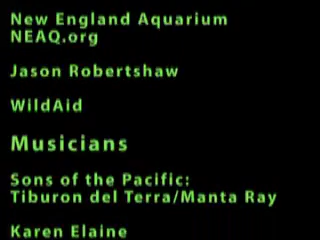 New England Aquarium
NEAQ.org
Jason Robertshaw
WildAid
Musicians
Sons of the Pacific:
Tiburon del Terra/Manta Ray
Karen Elaine